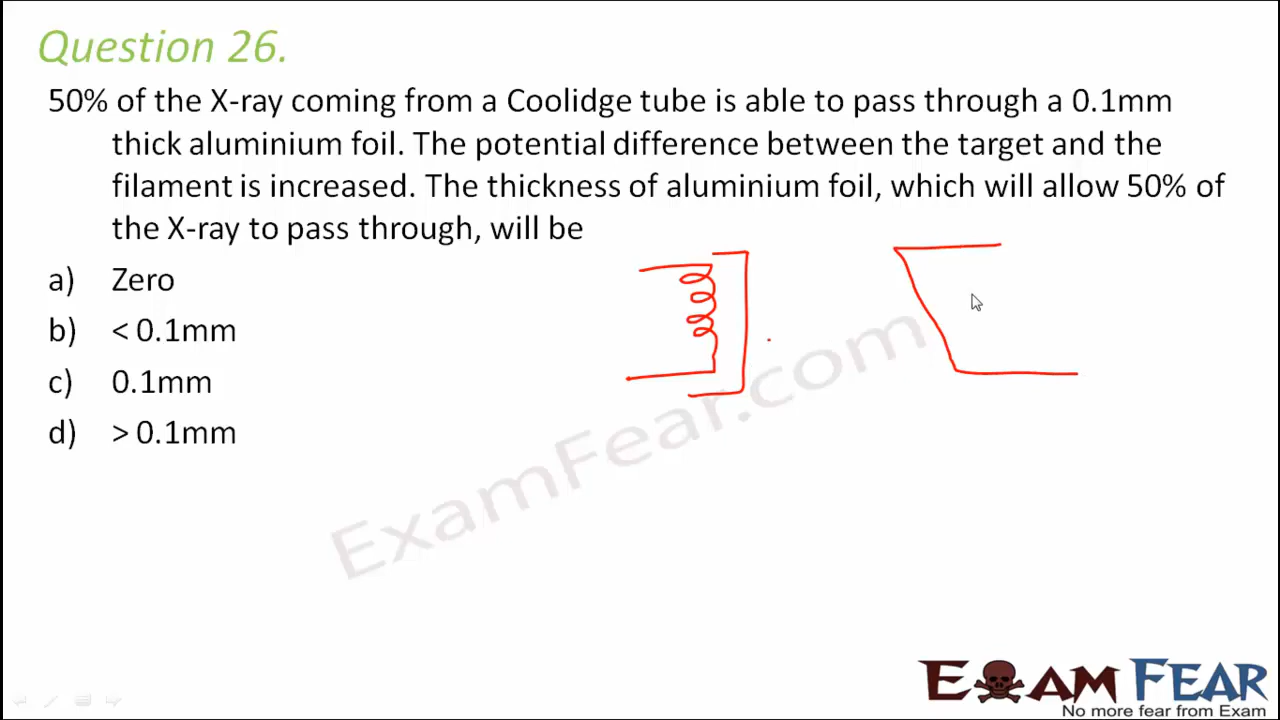 Question 26.
50% of the X-ray coming from a Coolidge tube is able to pass through a 0.1mm
thick aluminium foil. The potential difference between the target and the
filament is increased. The thickness of aluminium foil, which will allow 50% of
the X-ray to pass through, will be
a) Zero
b) < 0.1mm
c) 0.1mm
d) > 0.1mm
ExamFear.com
EXAM FEAR
No more fear from Exam